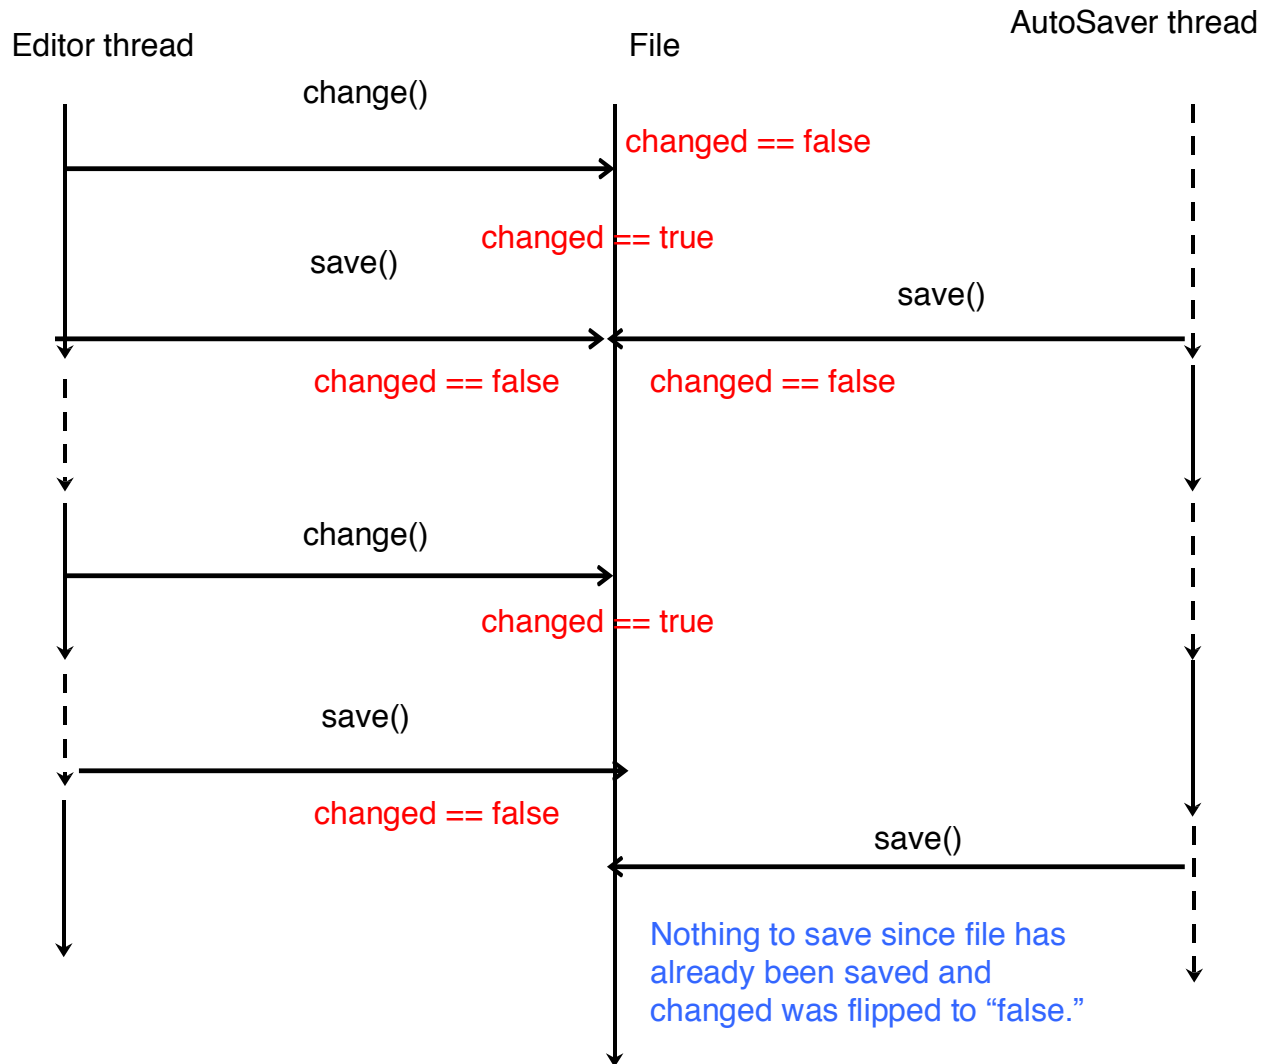 Editor thread
File
AutoSaver thread
change()
changed == false
changed == true
save()
save()
changed == false
changed == false
change()
changed == true
save()
changed == false
save()
Nothing to save since file has
already been saved and
changed was flipped to “false.”